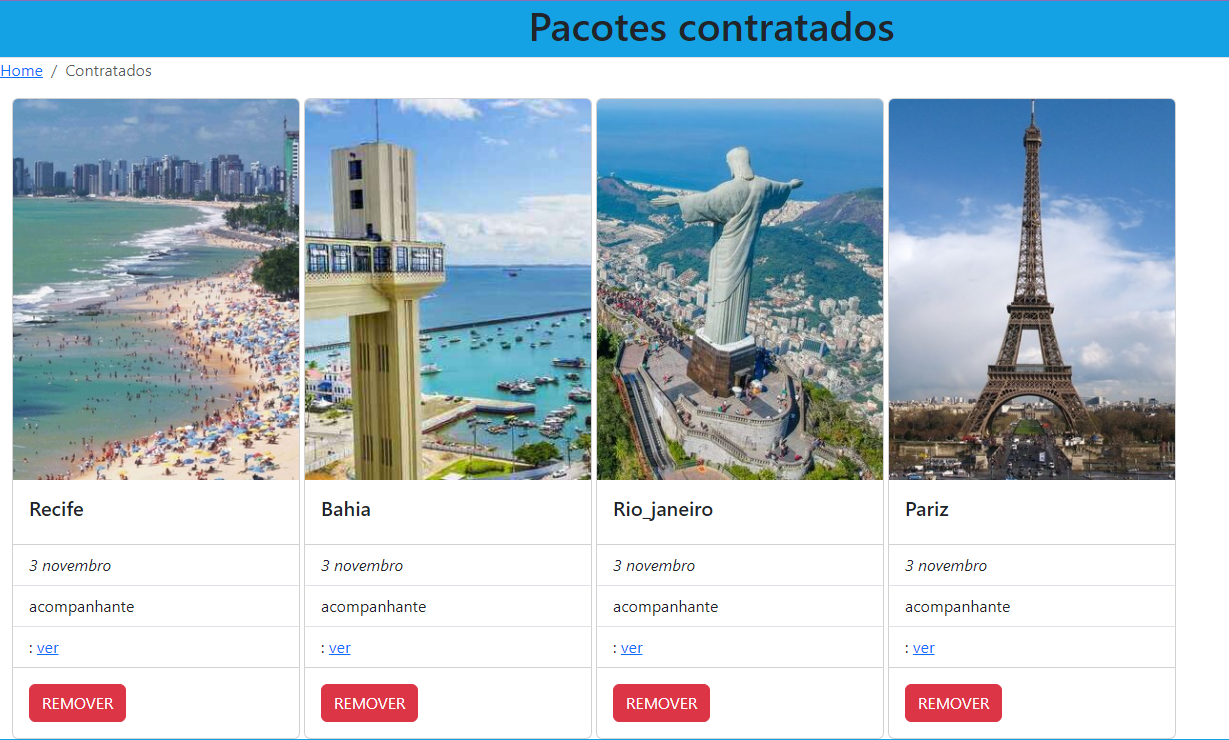 Pacotes contratados
Home / Contratados
Recife
3 novembro
acompanhante
: ver
REMOVER
Bahia
3 novembro
acompanhante
: ver
REMOVER
Rio_janeiro
3 novembro
acompanhante
: ver
REMOVER
Pariz
3 novembro
acompanhante
: ver
REMOVER